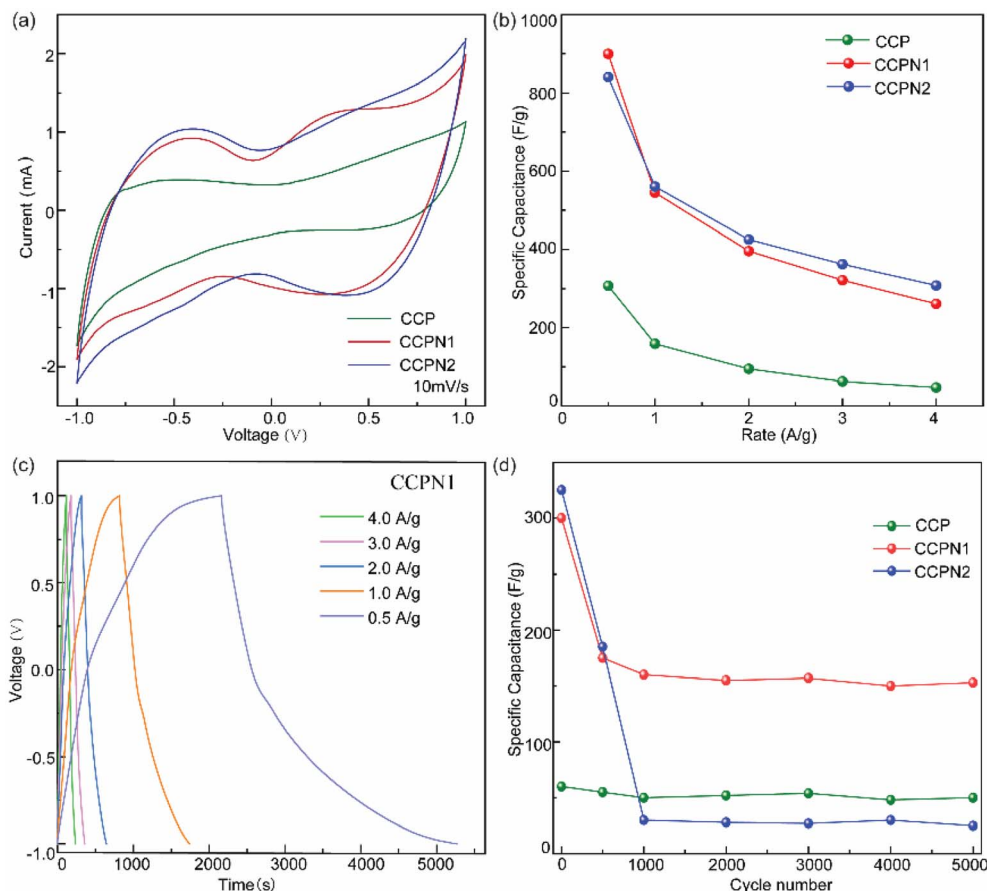 (a)
2
1
0
-1
-2
Current (mA)
CCP
CCPN1
CCPN2
10mV/s
-1.0 -0.5 0.0 0.5 1.0
Voltage (V)
(b)
1000
800
600
400
200
0
Specific Capacitance (F/g)
CCP
CCPN1
CCPN2
0 1 2 3 4
Rate (A/g)
(c)
CCPN1
1.0
0.5
0.0
-0.5
-1.0
Voltage (V)
4.0 A/g
3.0 A/g
2.0 A/g
1.0 A/g
0.5 A/g
0 1000 2000 3000 4000 5000
Time(s)
(d)
300
200
100
0
Specific Capacitance (F/g)
CCP
CCPN1
CCPN2
0 1000 2000 3000 4000 5000
Cycle number